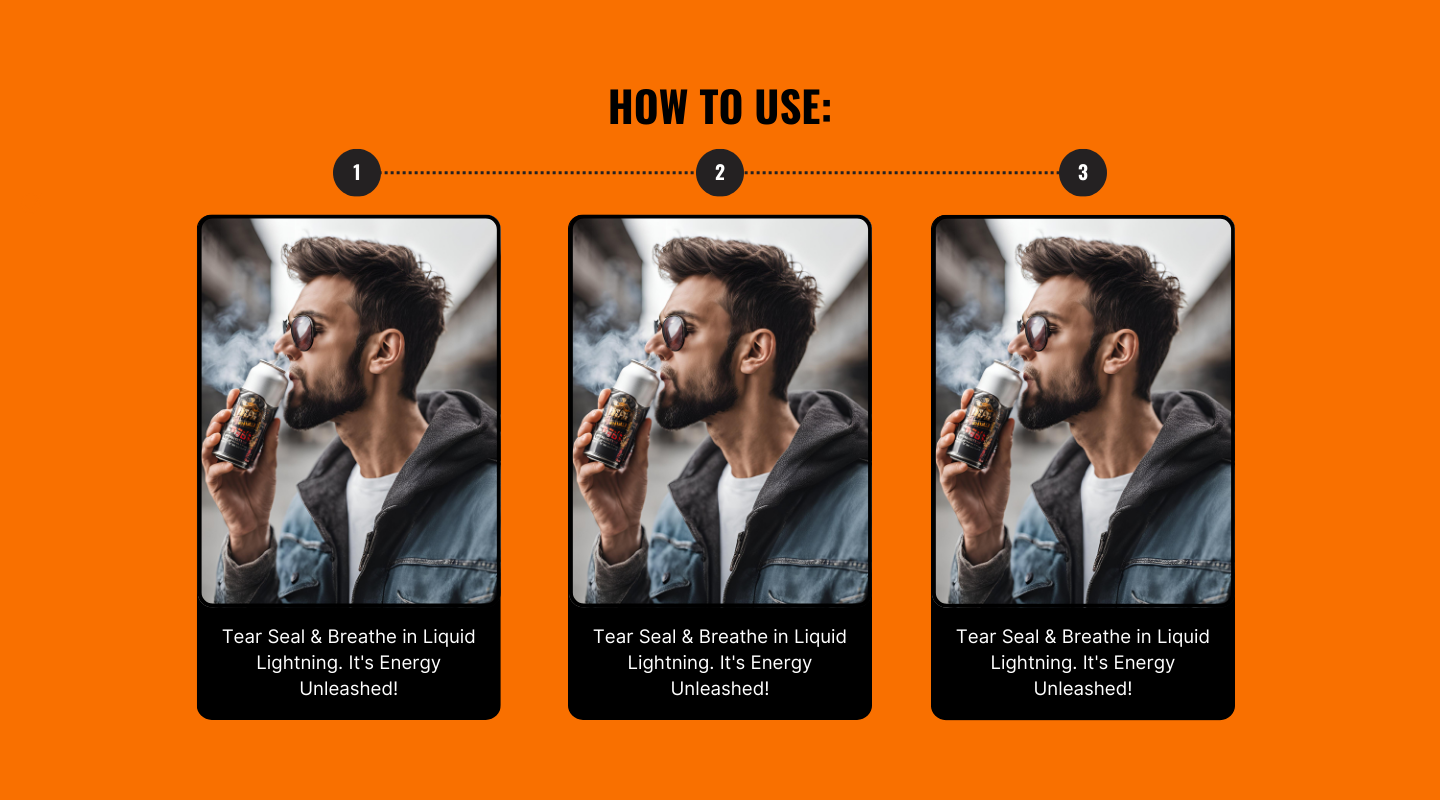 HOW TO USE:
1
2
3
Tear Seal & Breathe in Liquid
Lightning. It's Energy
Unleashed!
Tear Seal & Breathe in Liquid
Lightning. It's Energy
Unleashed!
Tear Seal & Breathe in Liquid
Lightning. It's Energy
Unleashed!